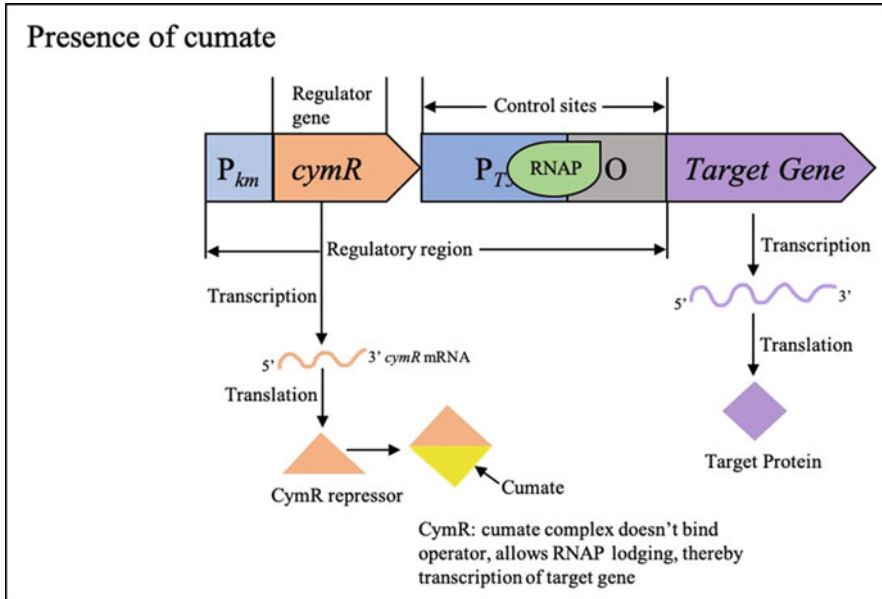 Presence of cumate
Regulator
gene
Control sites
P km
cymR
P T5
RNAP
O
Target Gene
Regulatory region
Transcription
Transcription
5’
3’
5’
3’ cymR mRNA
Translation
Translation
CymR repressor
Cumate
Target Protein
CymR: cumate complex doesn’t bind
operator, allows RNAP lodging, thereby
transcription of target gene